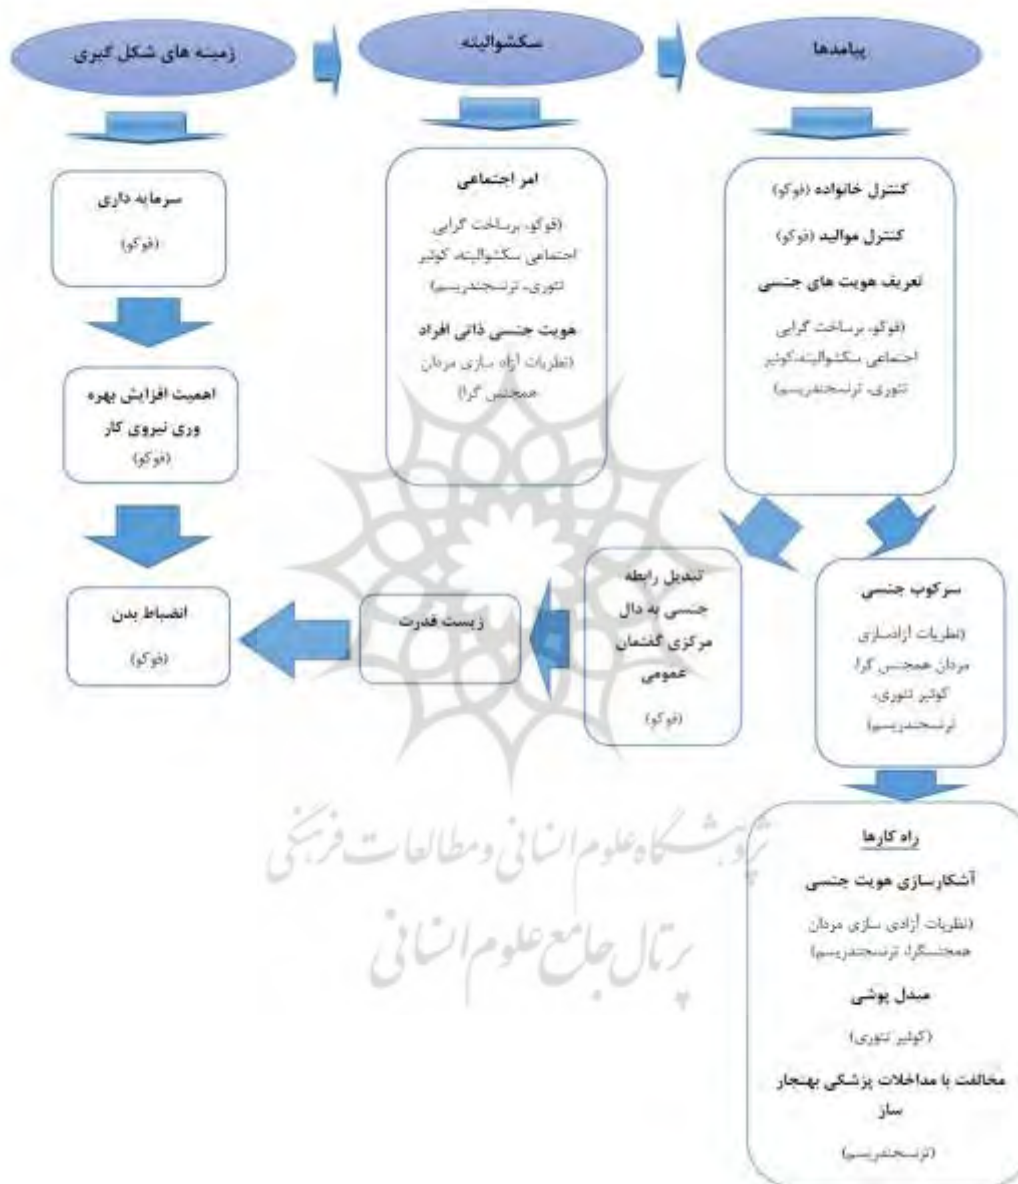 زمینه های شکل گیری
سکشوالیته
پیامدها
سرمایه داری
(فوکو)
اهمیت افزایش بهره
وری نیروی کار
(فوکو)
انضباط بدن
(فوکو)
امر اجتماعی
(فوکو، برساخت گرایی
اجتماعی سکشوالیته، کوئیر
تئوری، ترنسجندریسم)
هویت جنسی ذاتی افراد
(نظریات آزاد سازی مردان
همجنس گرا)
کنترل خانواده (فوکو)
کنترل موالید (فوکو)
تعریف هویت های جنسی
(فوکو، برساخت گرایی
اجتماعی سکشوالیته،کوئیر
تئوری، ترنسجندریسم)
تبدیل رابطه
جنسی به دال
مرکزی گفتمان
عمومی
(فوکو)
زیست قدرت
سرکوب جنسی
(نظریات آزادسازی
مردان همجنس گرا،
کوئیر تئوری،
ترنسجندریسم)
راه کارها
آشکارسازی هویت جنسی
(نظریات آزادی سازی مردان
همجنسگرا، ترنسجندریسم)
مبدل پوشی
(کوئیر تئوری)
مخالفت با مداخلات پزشکی بهنجار
ساز
(ترنسجندریسم)
پژوهشگاه علوم انسانی و مطالعات فرهنگی
پرتال جامع علوم انسانی